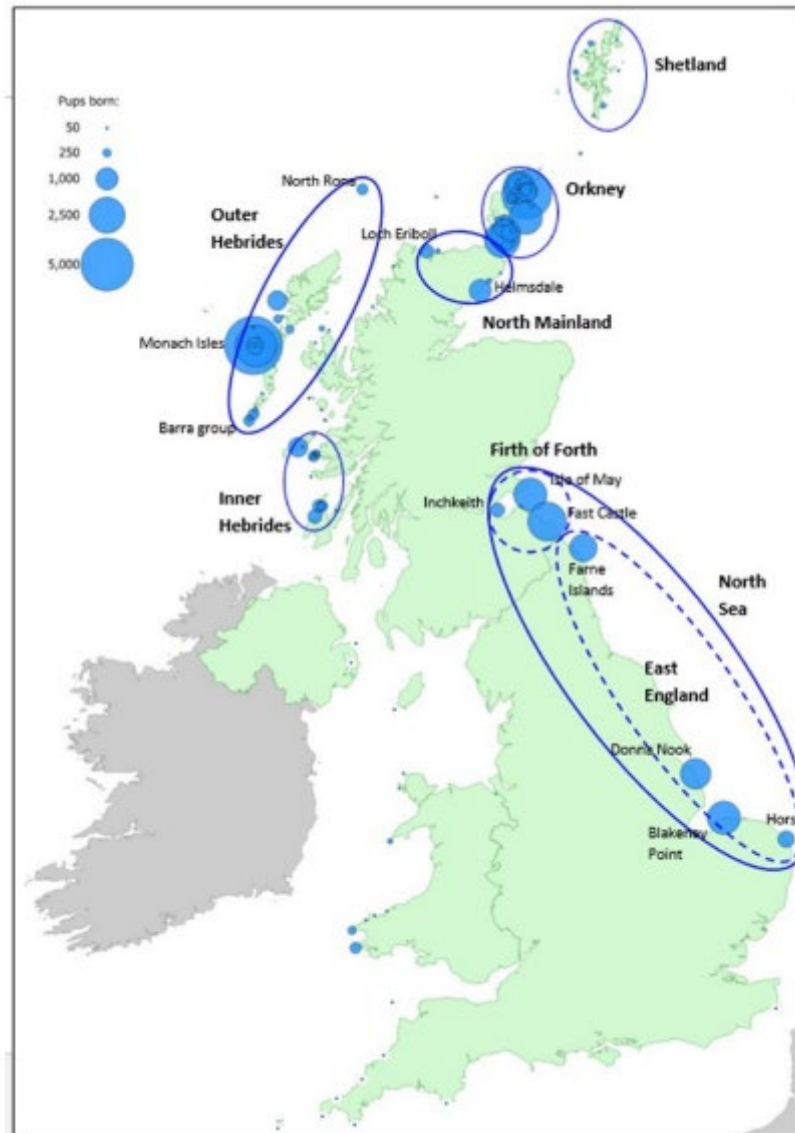 Shetland
Pups born:
50
250
1,000
2,500
5,000
North Rona
Orkney
Outer
Hebrides
Loch Eriboll
Helmsdale
North Mainland
Monach Isles
Barra group
Firth of Forth
Isle of May
Inchkeith
Fast Castle
Inner
Hebrides
Farne
Islands
North
Sea
East
England
Donna Nook
Blakeney
Point
Hors